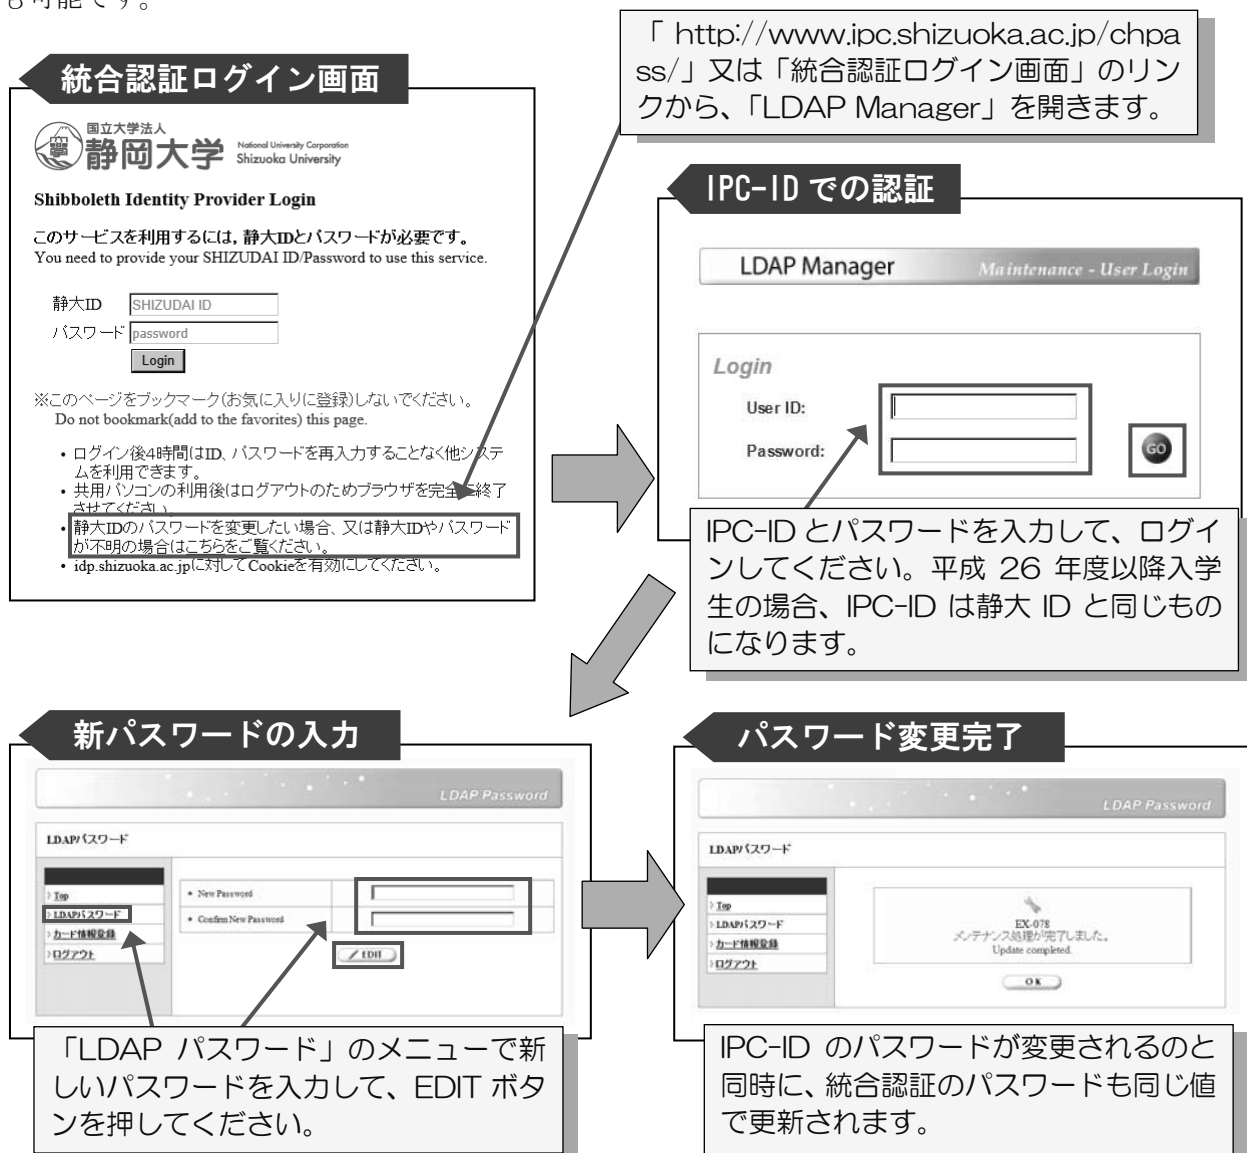 も可能です。
「 http://www.ipc.shizuoka.ac.jp/chpa
ss/」又は「統合認証ログイン画面」のリン
クから、「LDAP Manager」を開きます。
統合認証ログイン画面
国立大学法人
静岡大学
National University Corporation
Shizuoka University
Shibboleth Identity Provider Login
このサービスを利用するには, 静大IDとパスワードが必要です。
You need to provide your SHIZUDAI ID/Password to use this service.
静大ID SHIZUDAI ID
パスワード password
Login
※このページをブックマーク(お気に入りに登録)しないでください。
Do not bookmark(add to the favorites) this page.
• ログイン後4時間はID、パスワードを再入力することなく他システ
ムを利用できます。
• 共用パソコンの利用後はログアウトのためブラウザを完全に終了
させてください。
• 静大IDのパスワードを変更したい場合、又は静大IDやパスワード
が不明の場合はこちらをご覧ください。
• idp.shizuoka.ac.jpに対してCookieを有効にしてください。
IPC-ID での認証
LDAP Manager
Maintenance - User Login
Login
User ID:
Password:
GO
IPC-ID とパスワードを入力して、ログイ
ンしてください。平成 26 年度以降入学
生の場合、IPC-ID は静大 ID と同じもの
になります。
新パスワードの入力
LDAP Password
LDAPパスワード
> Top
> LDAPパスワード
> カード情報登録
> ログアウト
• New Password
• Confirm New Password
EDIT
「LDAP パスワード」のメニューで新
しいパスワードを入力して、EDIT ボタ
ンを押してください。
パスワード変更完了
LDAP Password
LDAPパスワード
> Top
> LDAPパスワード
> カード情報登録
> ログアウト
EX-078
メンテナンス処理が完了しました。
Update completed.
OK
IPC-ID のパスワードが変更されるのと
同時に、統合認証のパスワードも同じ値
で更新されます。